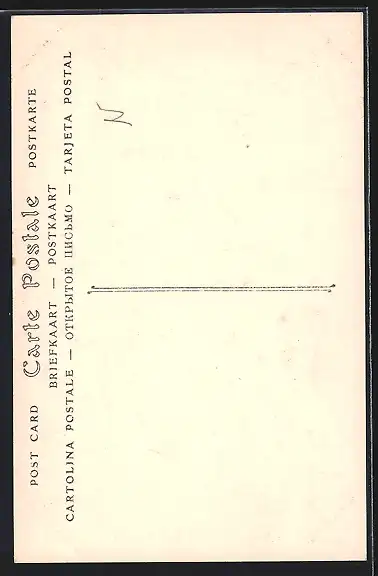 POST CARD Carte Postale POSTKARTE
BRIEFKAART — POSTKAART
CARTOLINA POSTALE — ОТКРЫТОЕ ПИСЬМО — TARJETA POSTAL
N